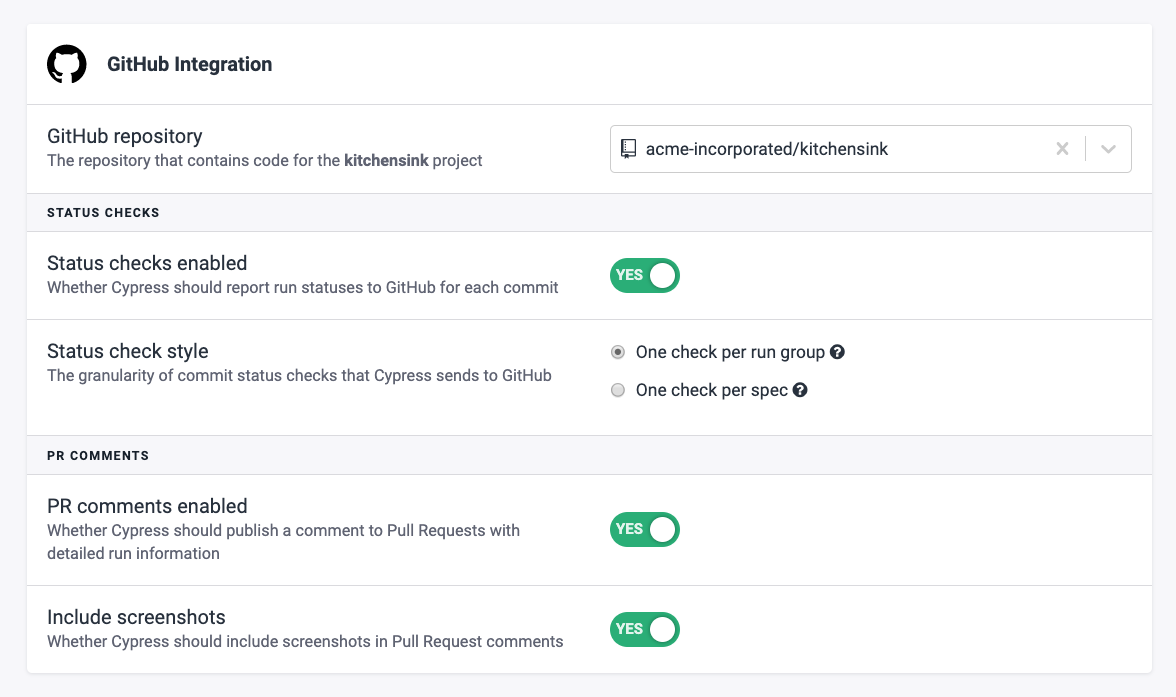 GitHub Integration
GitHub repository
The repository that contains code for the kitchensink project
acme-incorporated/kitchensink
STATUS CHECKS
Status checks enabled
Whether Cypress should report run statuses to GitHub for each commit
YES
Status check style
The granularity of commit status checks that Cypress sends to GitHub
One check per run group ?
One check per spec ?
PR COMMENTS
PR comments enabled
Whether Cypress should publish a comment to Pull Requests with
detailed run information
YES
Include screenshots
Whether Cypress should include screenshots in Pull Request comments
YES